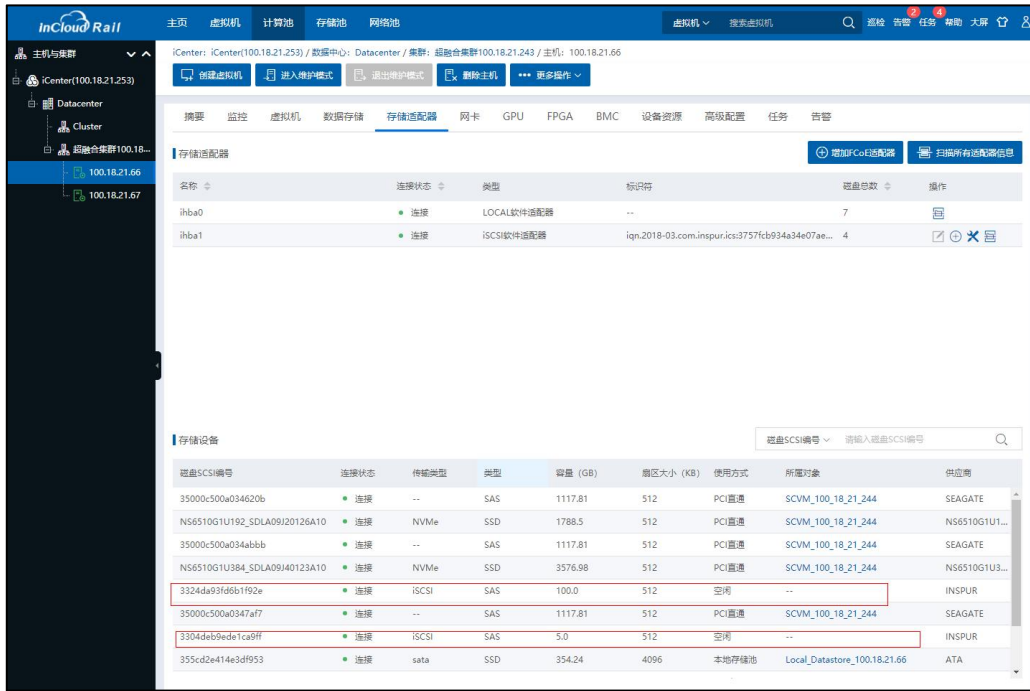 inCloud Rail
主页 虚拟机 计算池 存储池 网络池 虚拟机 搜索虚拟机 巡检 告警 2 任务 4 帮助 大屏
主机与集群
iCenter(100.18.21.253)
Datacenter
Cluster
超融合集群100.18...
100.18.21.66
100.18.21.67
iCenter: iCenter(100.18.21.253) / 数据中心: Datacenter / 集群: 超融合集群100.18.21.243 / 主机: 100.18.21.66
创建虚拟机 进入维护模式 退出维护模式 删除主机 ••• 更多操作
摘要 监控 虚拟机 数据存储 存储适配器 网卡 GPU FPGA BMC 设备资源 高级配置 任务 告警
存储适配器 增加FCoE适配器 扫描所有适配器信息
名称 连接状态 类型 标识符 磁盘总数 操作
ihba0 连接 LOCAL软件适配器 -- 7
ihba1 连接 iSCSI软件适配器 iqn.2018-03.com.inspur.ics:3757fcb934a34e07ae... 4
存储设备 磁盘SCSI编号 请输入磁盘SCSI编号
磁盘SCSI编号 连接状态 传输类型 类型 容量 (GB) 扇区大小 (KB) 使用方式 所属对象 供应商
35000c500a034620b 连接 -- SAS 1117.81 512 PCI直通 SCVM_100_18_21_244 SEAGATE
NS6510G1U192_SDLA09J20126A10 连接 NVMe SSD 1788.5 512 PCI直通 SCVM_100_18_21_244 NS6510G1U1...
35000c500a034abbb 连接 -- SAS 1117.81 512 PCI直通 SCVM_100_18_21_244 SEAGATE
NS6510G1U384_SDLA09J40123A10 连接 NVMe SSD 3576.98 512 PCI直通 SCVM_100_18_21_244 NS6510G1U3...
3324da93fd6b1f92e 连接 iSCSI SAS 100.0 512 空闲 -- INSPUR
35000c500a0347af7 连接 -- SAS 1117.81 512 PCI直通 SCVM_100_18_21_244 SEAGATE
3304deb9ede1ca9ff 连接 iSCSI SAS 5.0 512 空闲 -- INSPUR
355cd2e414e3df953 连接 sata SSD 354.24 4096 本地存储池 Local_Datastore_100.18.21.66 ATA